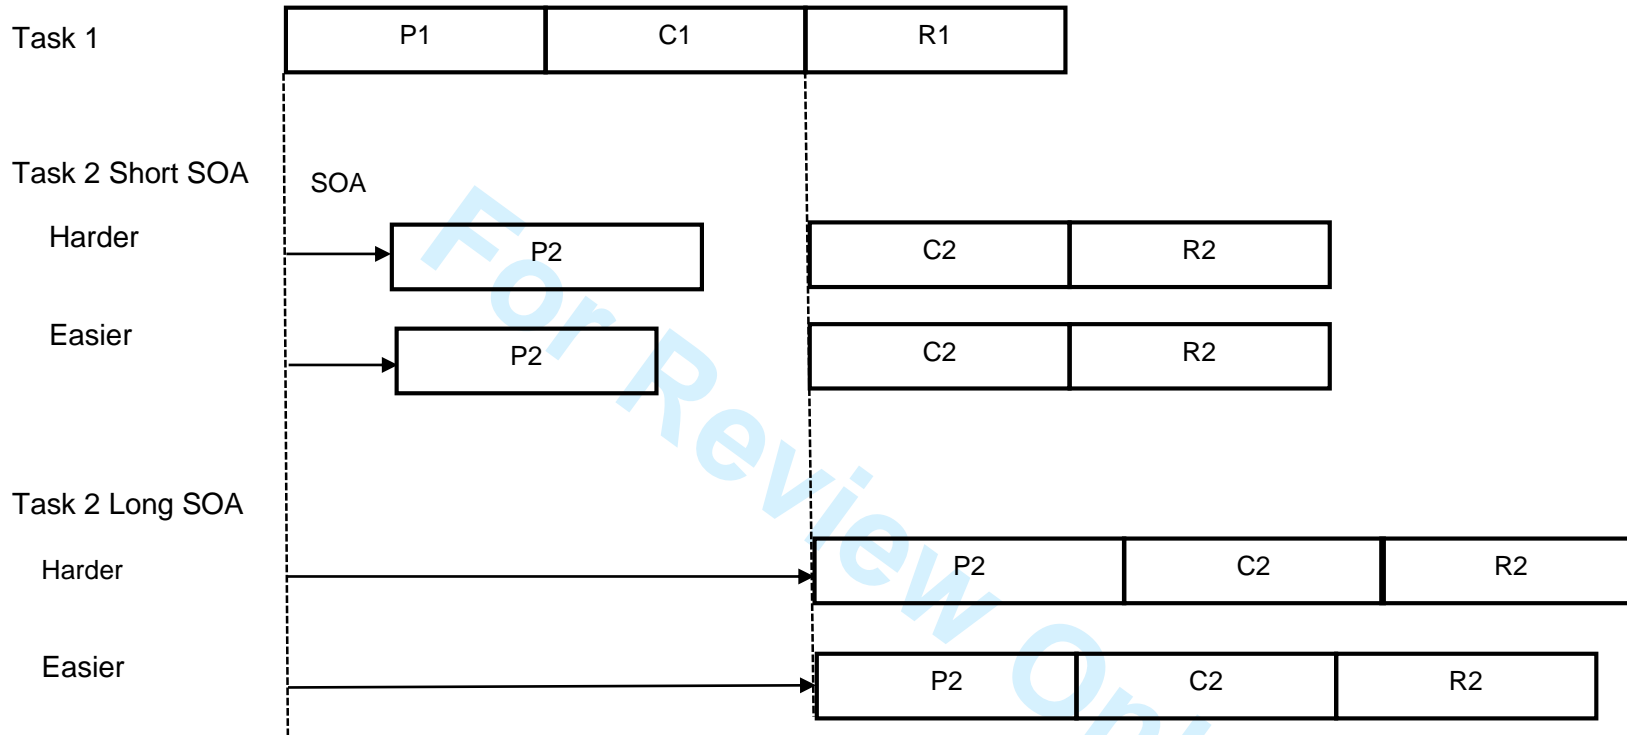 Task 1
P1 C1 R1
Task 2 Short SOA
SOA
Harder
P2 C2 R2
Easier
P2 C2 R2
Task 2 Long SOA
Harder
P2 C2 R2
Easier
P2 C2 R2
For Review